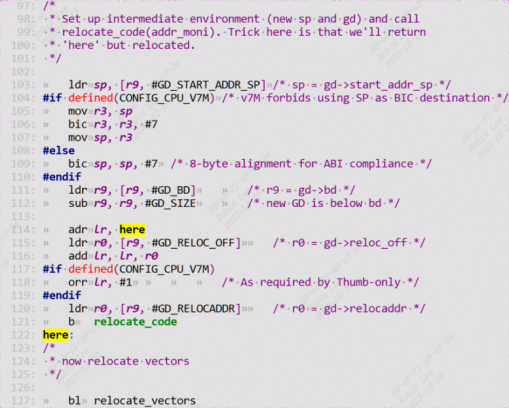 97: /*
98: * Set up intermediate environment (new sp and gd) and call
99: * relocate_code(addr_moni). Trick here is that we'll return
100: * 'here' but relocated.
101: */
102:
103: ldr sp, [r9, #GD_START_ADDR_SP] /* sp = gd->start_addr_sp */
104: #if defined(CONFIG_CPU_V7M) /* v7M forbids using SP as BIC destination */
105: mov r3, sp
106: bic r3, r3, #7
107: mov sp, r3
108: #else
109: bic sp, sp, #7 /* 8-byte alignment for ABI compliance */
110: #endif
111: ldr r9, [r9, #GD_BD] /* r9 = gd->bd */
112: sub r9, r9, #GD_SIZE /* new GD is below bd */
113:
114: adr lr, here
115: ldr r0, [r9, #GD_RELOC_OFF] /* r0 = gd->reloc_off */
116: add lr, lr, r0
117: #if defined(CONFIG_CPU_V7M)
118: orr lr, #1 /* As required by Thumb-only */
119: #endif
120: ldr r0, [r9, #GD_RELOCADDR] /* r0 = gd->relocaddr */
121: b relocate_code
122: here:
123: /*
124: * now relocate vectors
125: */
126:
127: bl relocate_vectors